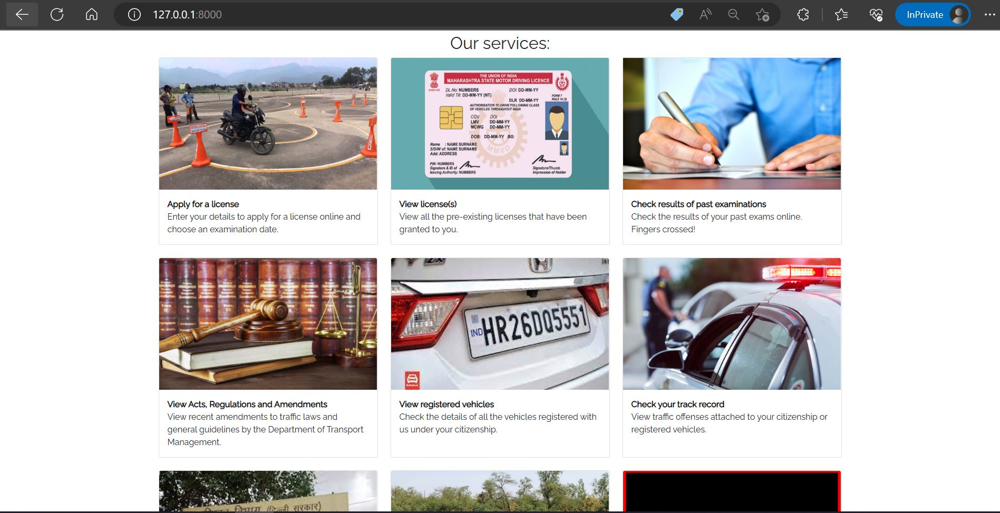 127.0.0.1:8000
InPrivate
Our services:
THE UNION OF INDIA
MAHARASHTRA STATE MOTOR DRIVING LICENCE
DL No: NUMBERS DOI: DD-MM-YY
Valid Till: DD-MM-YY (NT)
FORM 7
RULE 16 (2)
DLR DD-MM-YY
AUTHORISATION TO DRIVE FOLLOWING CLASS
OF VEHICLES THROUGHOUT INDIA
COV DOI
LMV DD-MM-YY
MCWG DD-MM-YY
DOB: DD-MM-YY BG:
MMVD
Name : NAME SURNAME
S/D/W of: NAME SURNAME
Add: ADDRESS
PIN: NUMBERS
Signature & ID of
Issuing Authority: NUMBERS
Signature/Thumb
Impression of Holder
Apply for a license
Enter your details to apply for a license online and
choose an examination date.
View license(s)
View all the pre-existing licenses that have been
granted to you.
Check results of past examinations
Check the results of your past exams online.
Fingers crossed!
IND HR26DQ5551
View Acts, Regulations and Amendments
View recent amendments to traffic laws and
general guidelines by the Department of Transport
Management.
View registered vehicles
Check the details of all the vehicles registered with
us under your citizenship.
Check your track record
View traffic offenses attached to your citizenship or
registered vehicles.
विभाग (दिल्ली सरकार)